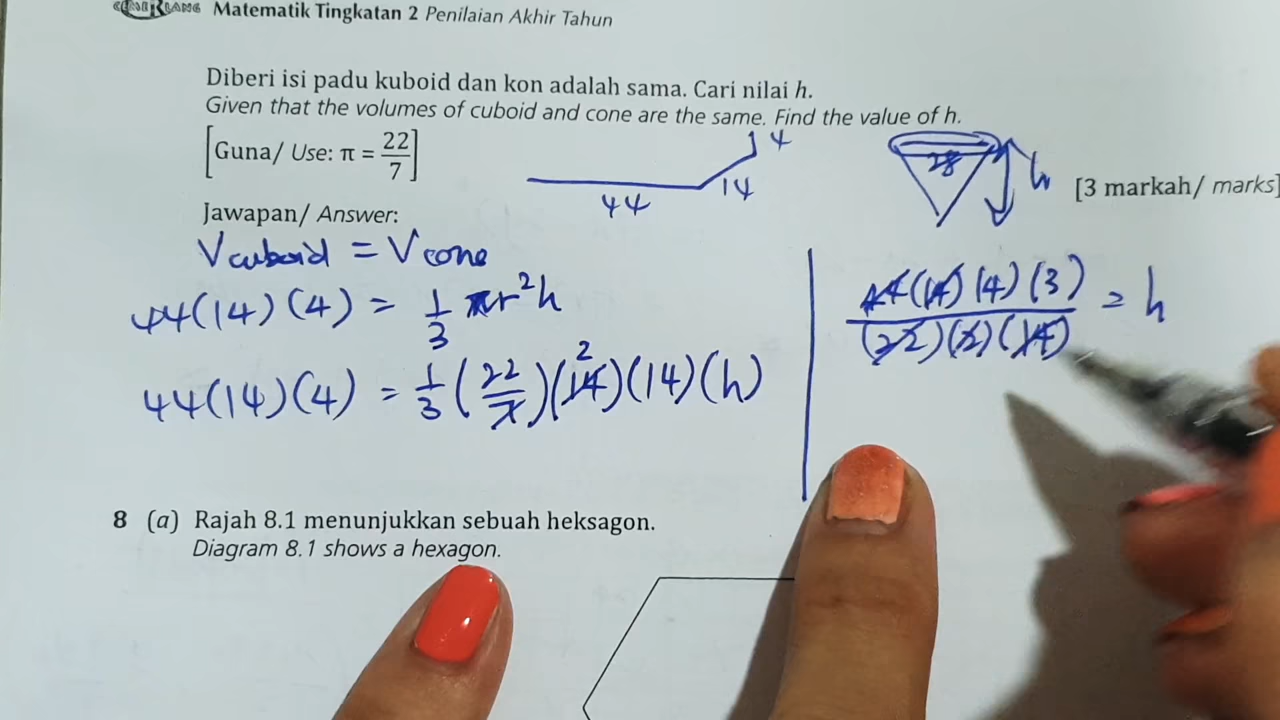 CEMERLANG Matematik Tingkatan 2 Penilaian Akhir Tahun
Diberi isi padu kuboid dan kon adalah sama. Cari nilai h.
Given that the volumes of cuboid and cone are the same. Find the value of h.
[Guna/ Use: π = 22/7]
44 14 4
28 h
[3 markah/ marks]
Jawapan/ Answer:
Vcuboid = Vcone
44(14)(4) = 1/3 πr²h
44(14)(4) = 1/3 (22/7)(14)(14)(h)
2
44(14)(4)(3) / (22)(2)(14) = h
8 (a) Rajah 8.1 menunjukkan sebuah heksagon.
Diagram 8.1 shows a hexagon.